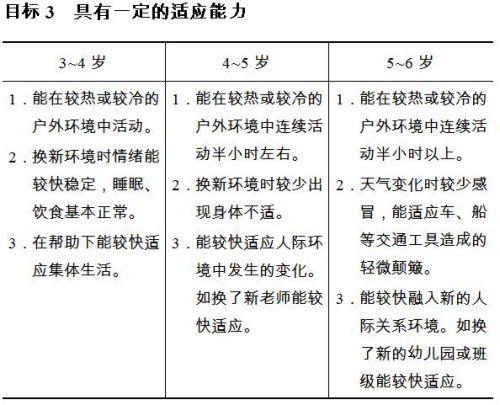 目标 3 具有一定的适应能力
3~4 岁
4~5 岁
5~6 岁
1．能在较热或较冷的
户外环境中活动。
2．换新环境时情绪能
较快稳定，睡眠、
饮食基本正常。
3．在帮助下能较快适
应集体生活。
1．能在较热或较冷的
户外环境中连续活
动半小时左右。
2．换新环境时较少出
现身体不适。
3．能较快适应人际环
境中发生的变化。
如换了新老师能较
快适应。
1．能在较热或较冷的
户外环境中连续活
动半小时以上。
2．天气变化时较少感
冒，能适应车、船
等交通工具造成的
轻微颠簸。
3．能较快融入新的人
际关系环境。如换
了新的幼儿园或班
级能较快适应。